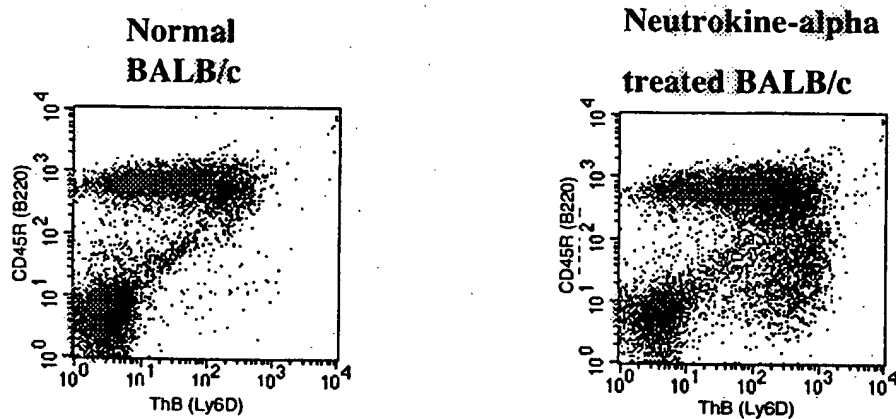 Normal
BALB/c
Neutrokine-alpha
treated BALB/c
CD45R (B220)
10^4
10^3
10^2
10^1
10^0
10^0 10^1 10^2 10^3 10^4
ThB (Ly6D)
CD45R (B220)
10^4
10^3
10^2
10^1
10^0
10^0 10^1 10^2 10^3 10^4
ThB (Ly6D)